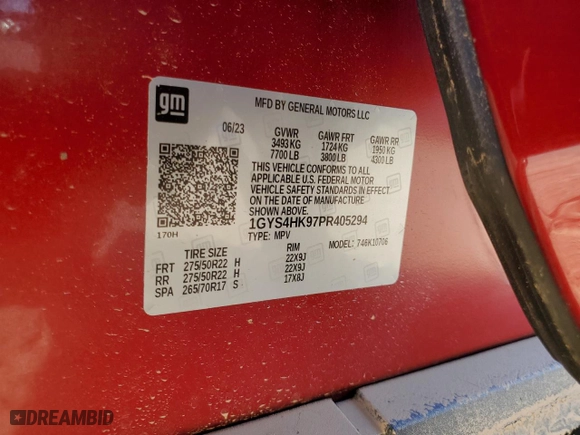 gm
MFD BY GENERAL MOTORS LLC
06/23 GVWR GAWR FRT GAWR RR
3493 KG 1724 KG 1950 KG
7700 LB 3800 LB 4300 LB
THIS VEHICLE CONFORMS TO ALL
APPLICABLE U.S. FEDERAL MOTOR
VEHICLE SAFETY STANDARDS IN EFFECT
ON THE DATE OF MANUFACTURE
SHOWN ABOVE.
1GYS4HK97PR405294
170H TYPE: MPV MODEL: 746K10706
TIRE SIZE RIM
FRT 275/50R22 H 22X9J
RR 275/50R22 H 22X9J
SPA 265/70R17 S 17X8J
DREAMBID